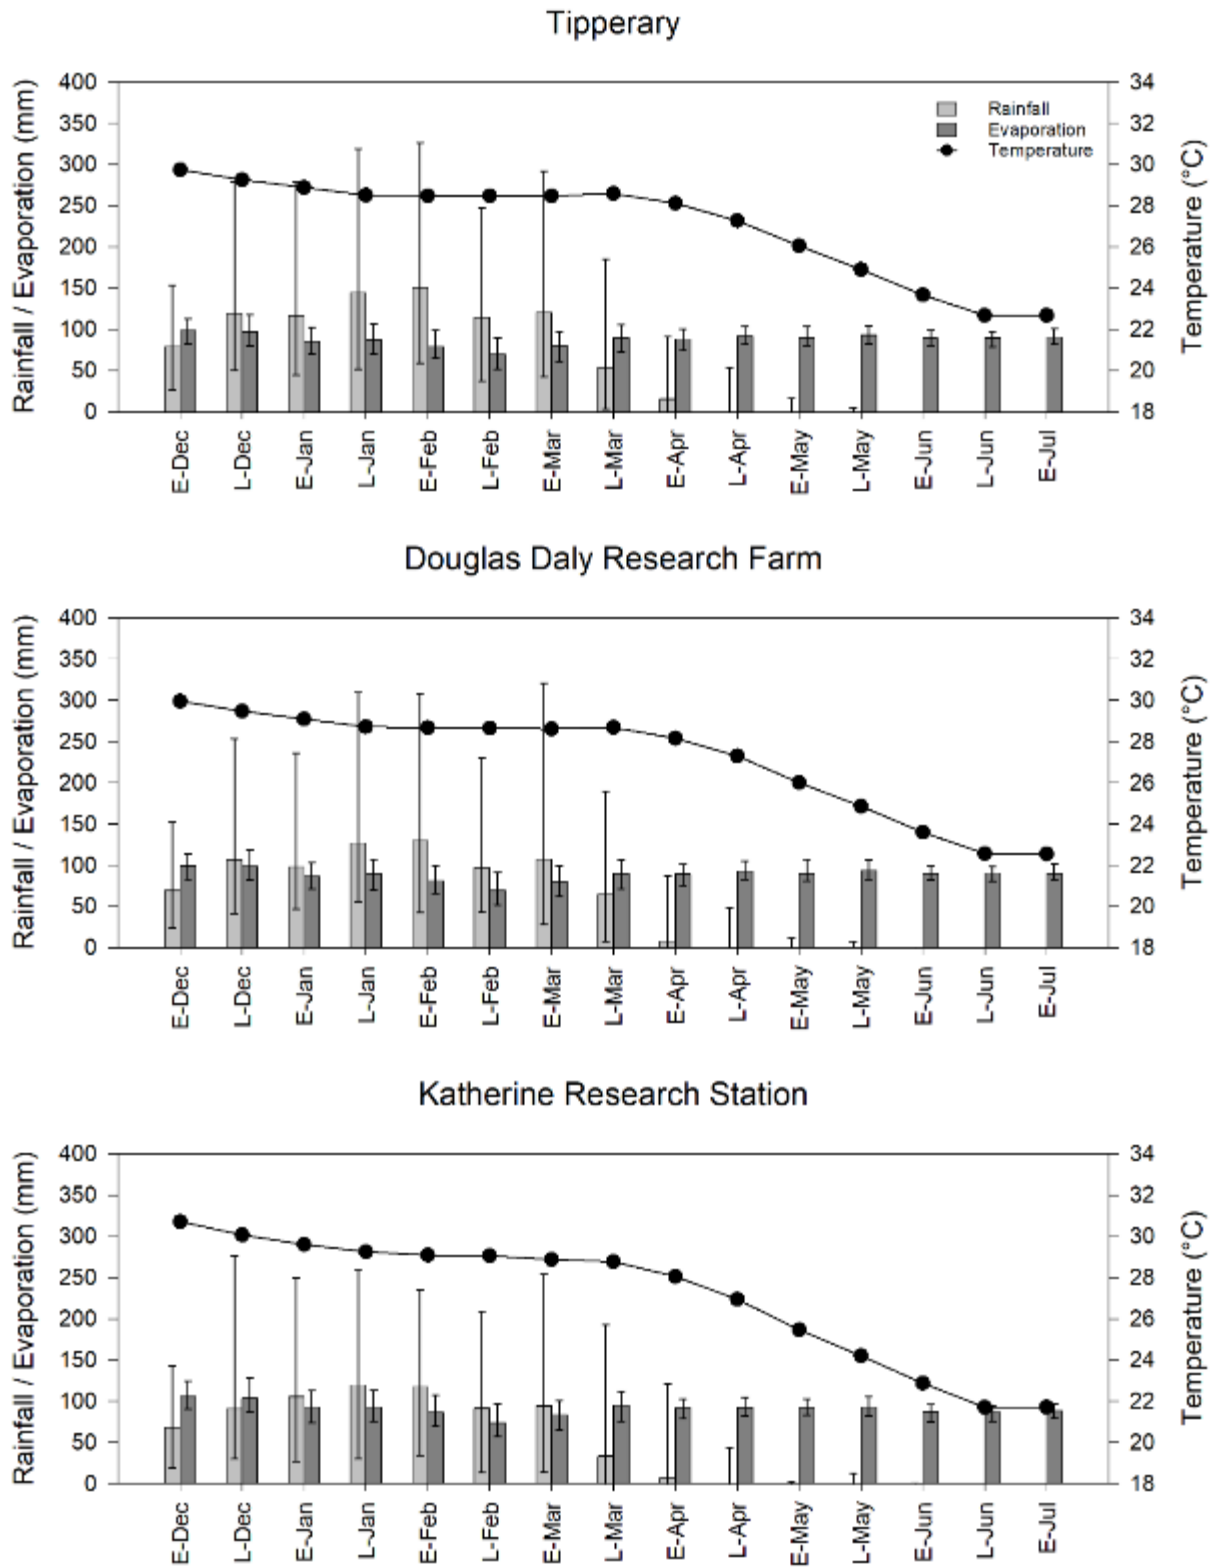 Tipperary
Rainfall / Evaporation (mm)
400
350
300
250
200
150
100
50
0
Rainfall
Evaporation
Temperature
34
32
30
28
26
24
22
20
18
Temperature (°C)
E-Dec
L-Dec
E-Jan
L-Jan
E-Feb
L-Feb
E-Mar
L-Mar
E-Apr
L-Apr
E-May
L-May
E-Jun
L-Jun
E-Jul
Douglas Daly Research Farm
Rainfall / Evaporation (mm)
400
350
300
250
200
150
100
50
0
34
32
30
28
26
24
22
20
18
Temperature (°C)
E-Dec
L-Dec
E-Jan
L-Jan
E-Feb
L-Feb
E-Mar
L-Mar
E-Apr
L-Apr
E-May
L-May
E-Jun
L-Jun
E-Jul
Katherine Research Station
Rainfall / Evaporation (mm)
400
350
300
250
200
150
100
50
0
34
32
30
28
26
24
22
20
18
Temperature (°C)
E-Dec
L-Dec
E-Jan
L-Jan
E-Feb
L-Feb
E-Mar
L-Mar
E-Apr
L-Apr
E-May
L-May
E-Jun
L-Jun
E-Jul